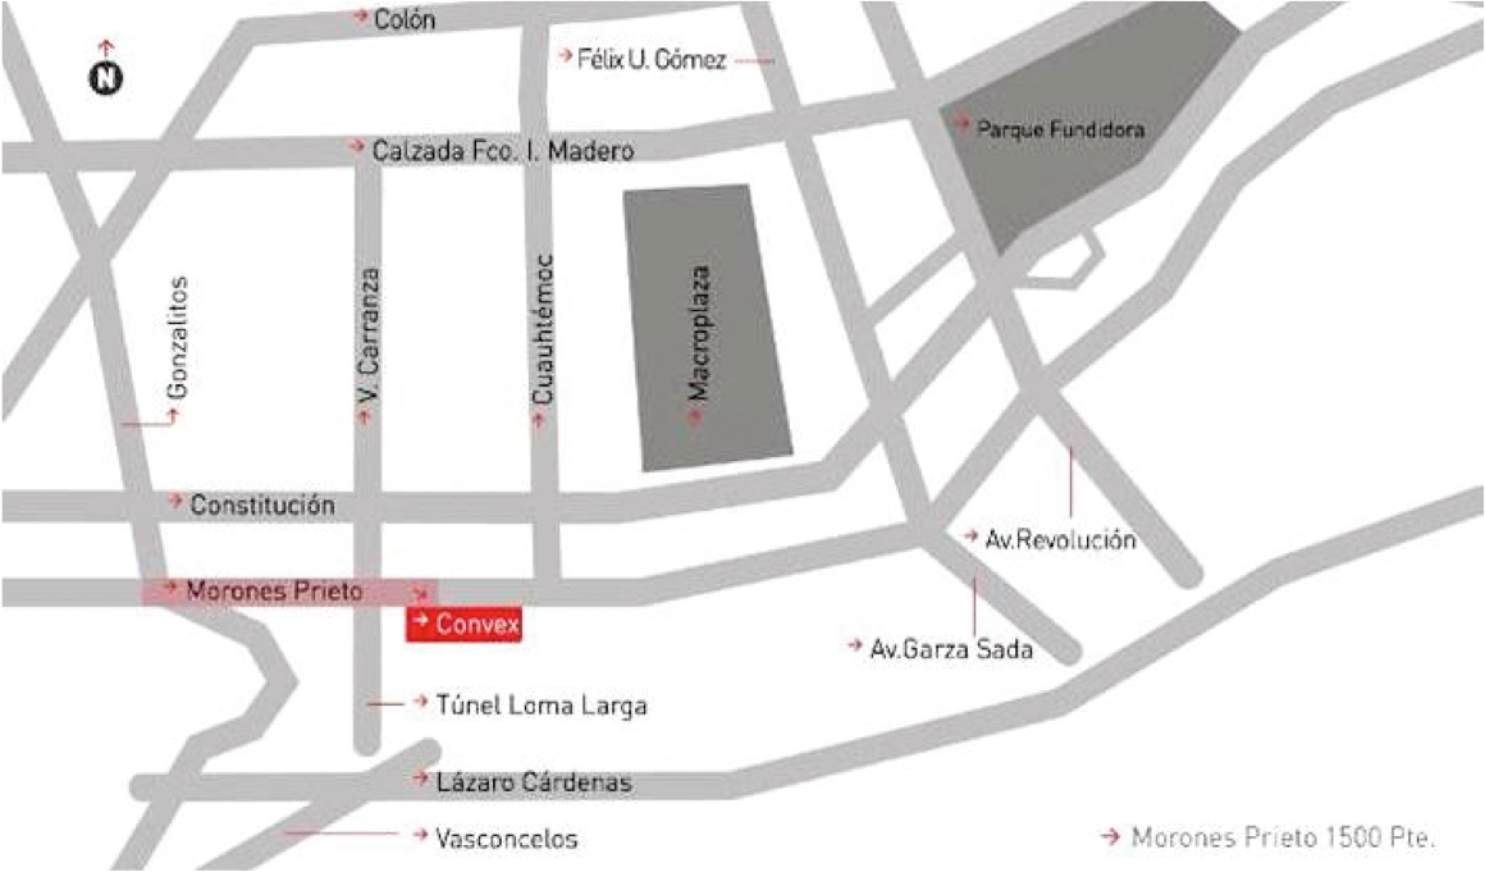 Colón
N
Félix U. Gómez
Parque Fundidora
Calzada Fco. I. Madero
Gonzalitos
V. Carranza
Cuauhtémoc
Macroplaza
Constitución
Av.Revolución
Morones Prieto
Convex
Av.Garza Sada
Túnel Loma Larga
Lázaro Cárdenas
Vasconcelos
Morones Prieto 1500 Pte.